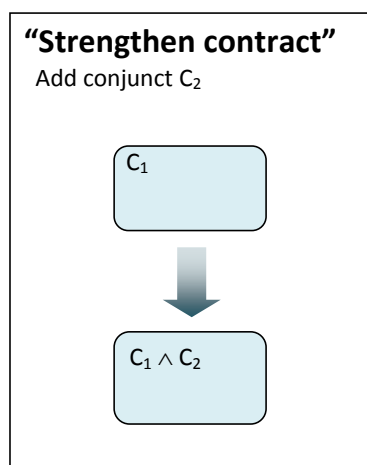 “Strengthen contract”
Add conjunct C₂
C₁
C₁ ∧ C₂